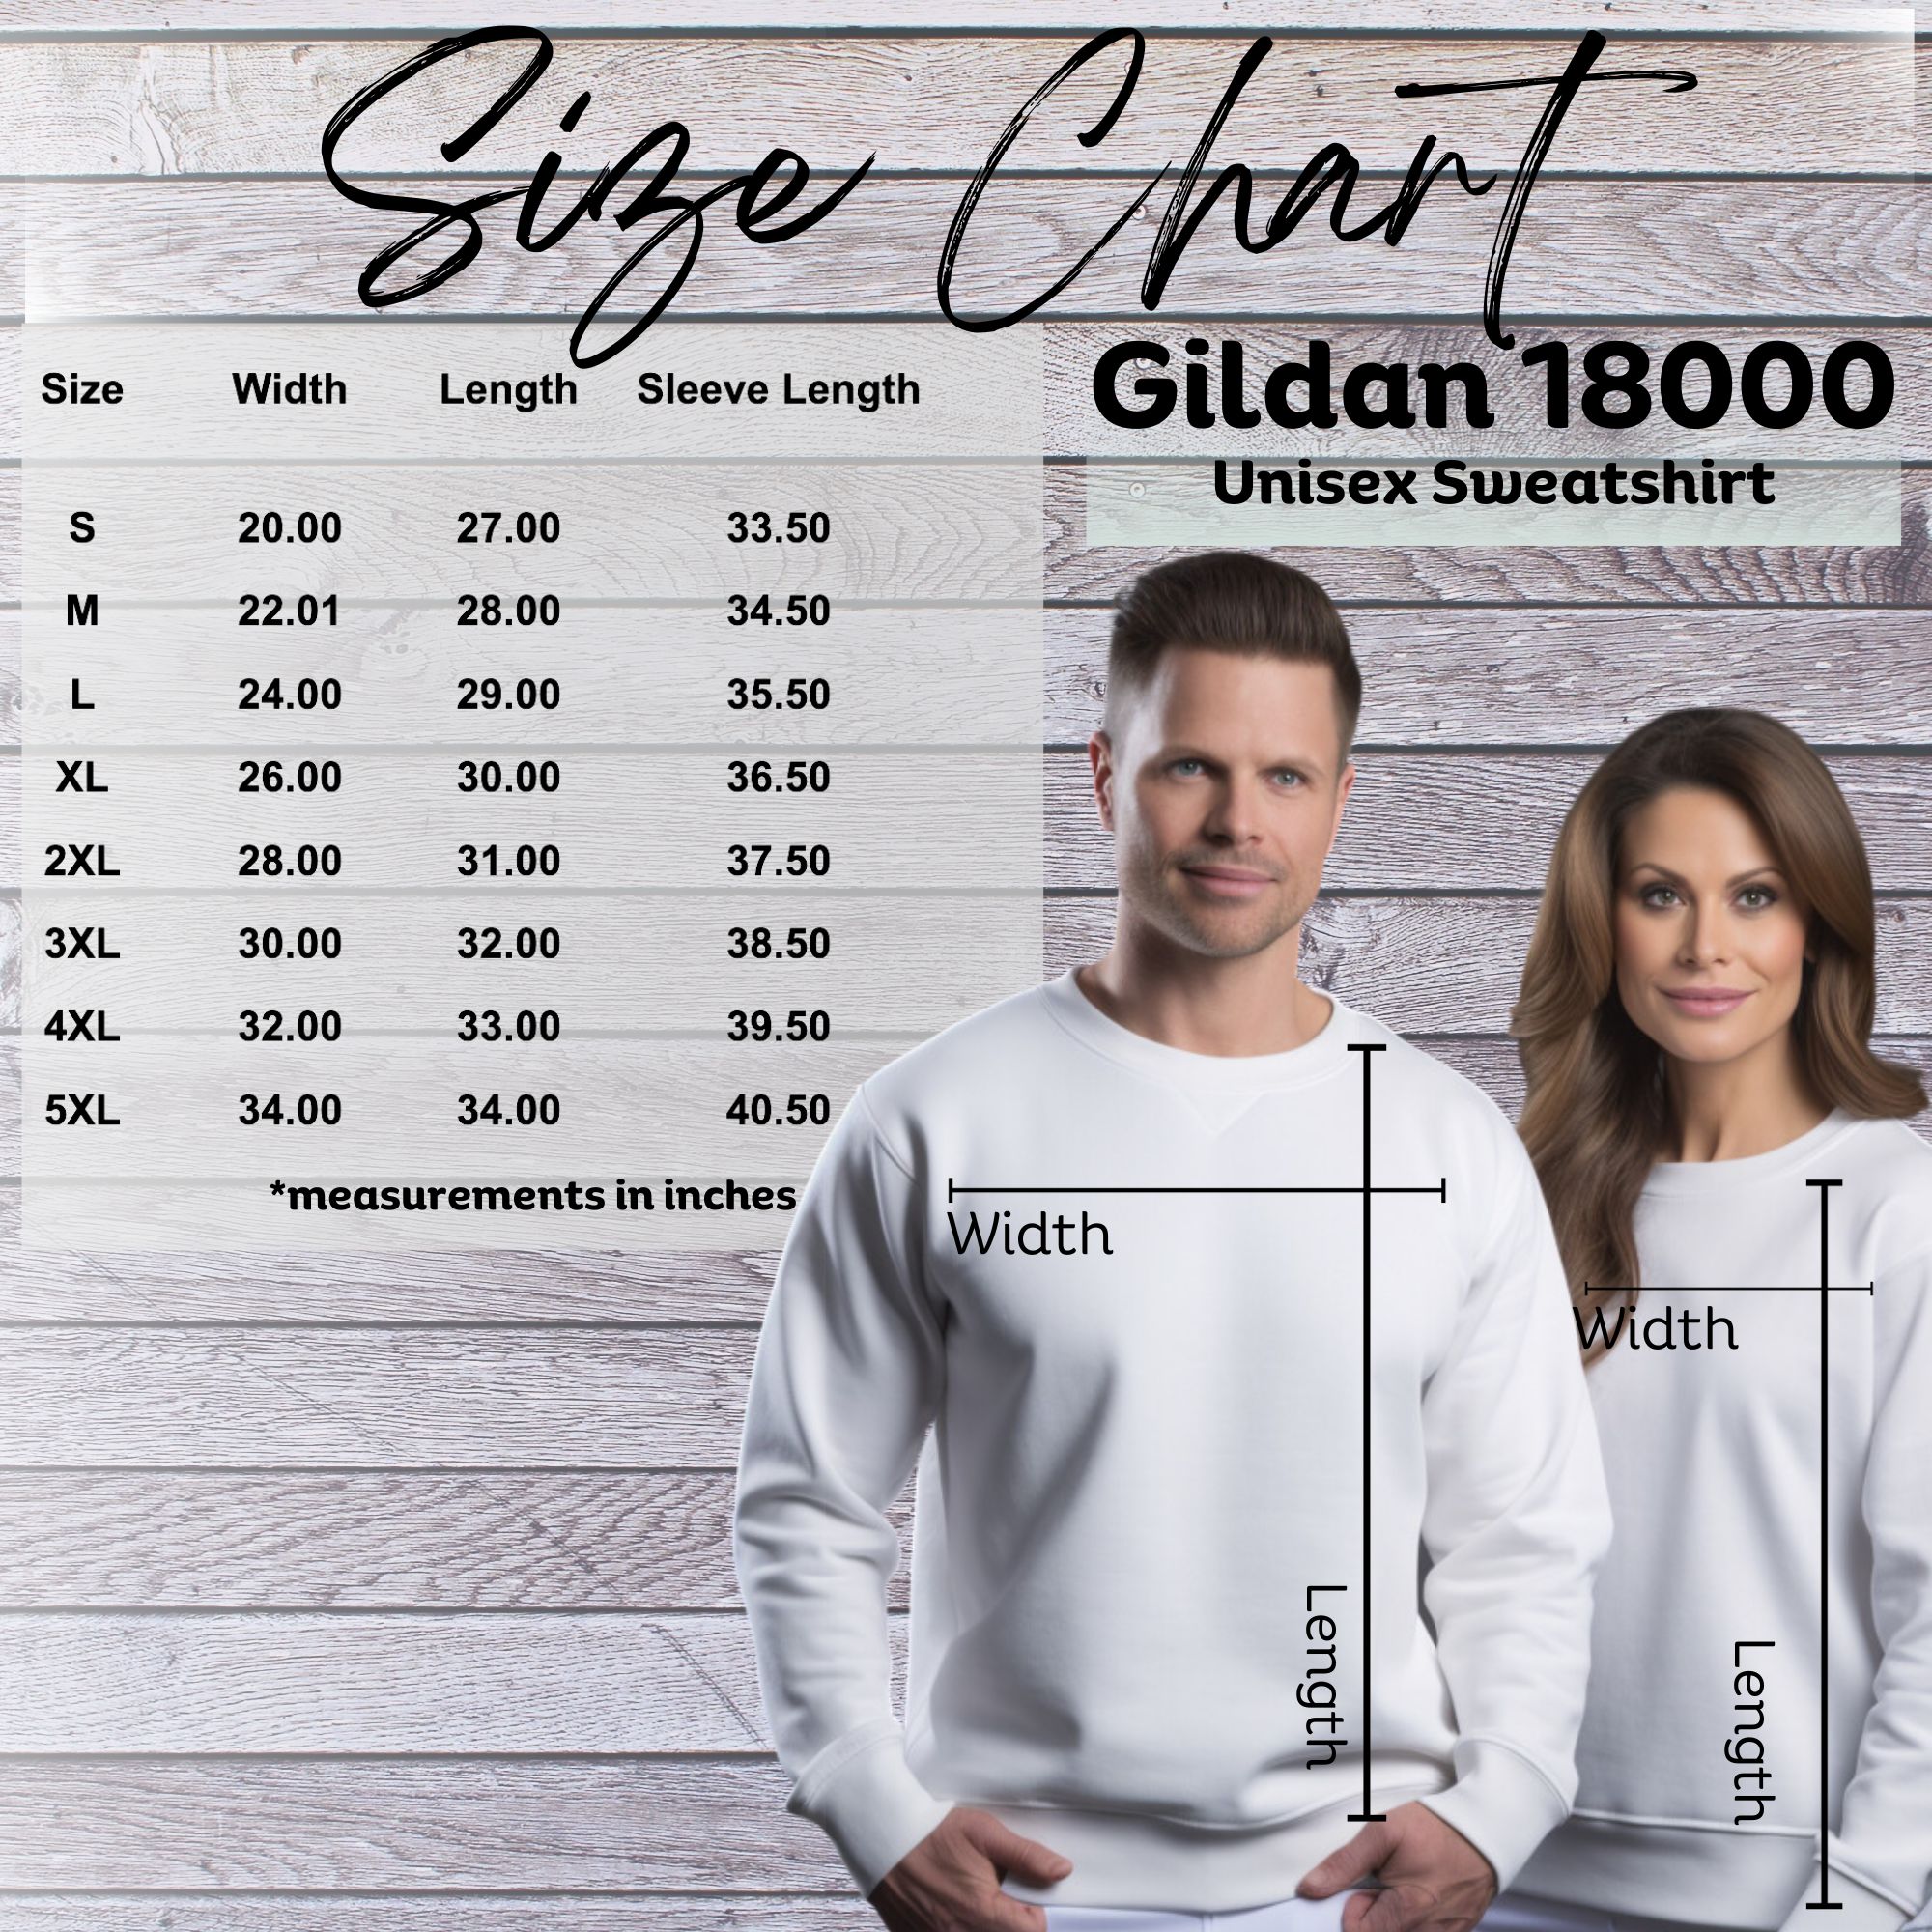 Size Chart
Gildan 18000
Unisex Sweatshirt
Size Width Length Sleeve Length
S 20.00 27.00 33.50
M 22.01 28.00 34.50
L 24.00 29.00 35.50
XL 26.00 30.00 36.50
2XL 28.00 31.00 37.50
3XL 30.00 32.00 38.50
4XL 32.00 33.00 39.50
5XL 34.00 34.00 40.50
*measurements in inches
Width
Width
Length
Length